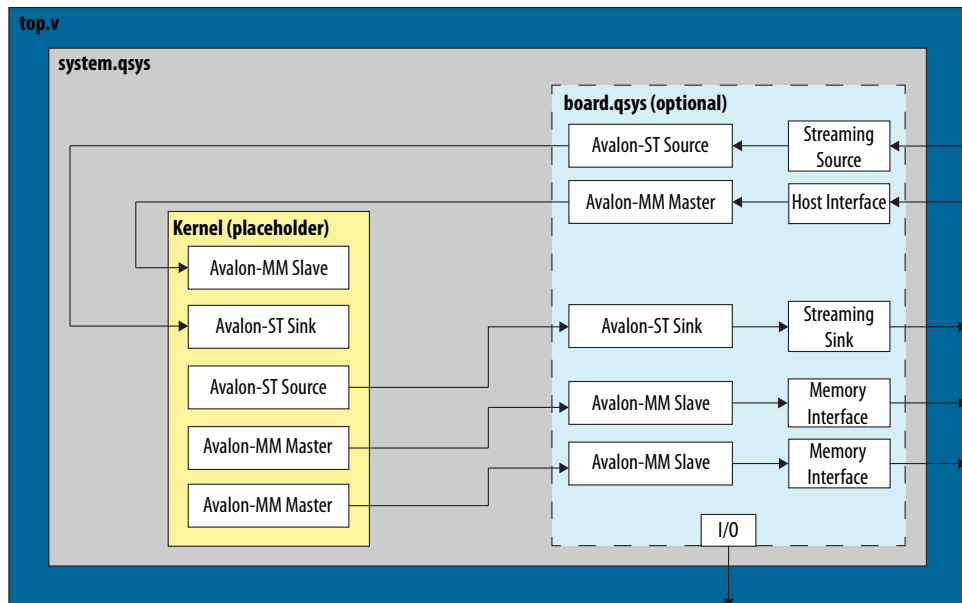 top.v
system.qsys
board.qsys (optional)
Avalon-ST Source
Streaming
Source
Avalon-MM Master
Host Interface
Kernel (placeholder)
Avalon-MM Slave
Avalon-ST Sink
Avalon-ST Source
Avalon-MM Master
Avalon-MM Master
Avalon-ST Sink
Streaming
Sink
Avalon-MM Slave
Memory
Interface
Avalon-MM Slave
Memory
Interface
I/O